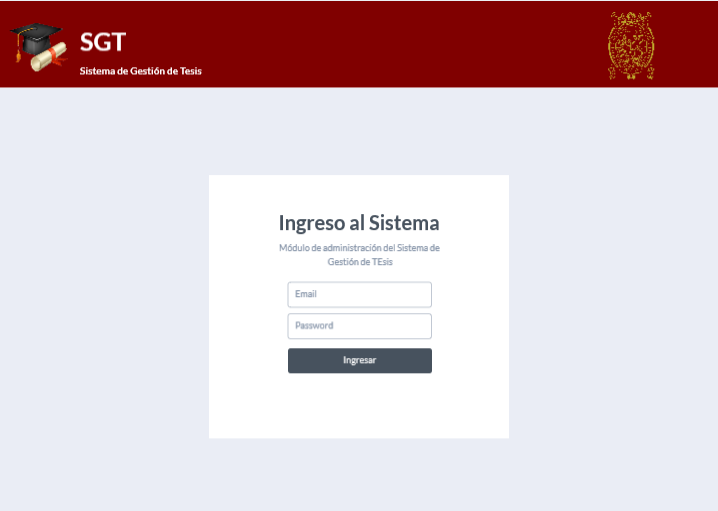 SGT
Sistema de Gestión de Tesis
Ingreso al Sistema
Módulo de administración del Sistema de
Gestión de TEsis
Email
Password
Ingresar